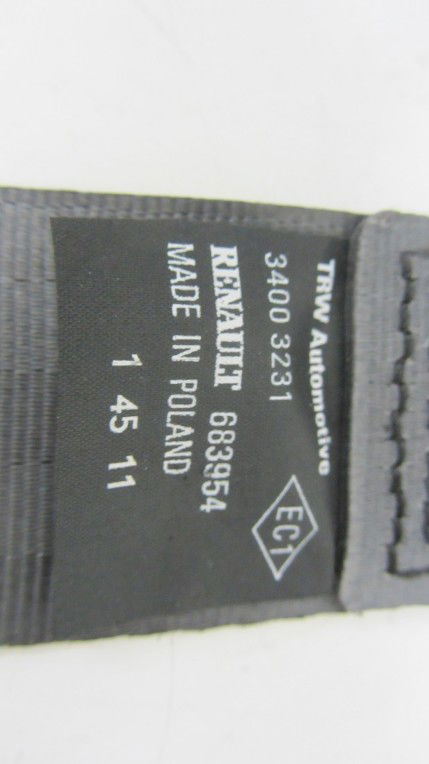 TRW Automotive
3400 3231
EC1
RENAULT 683954
MADE IN POLAND
1 45 11